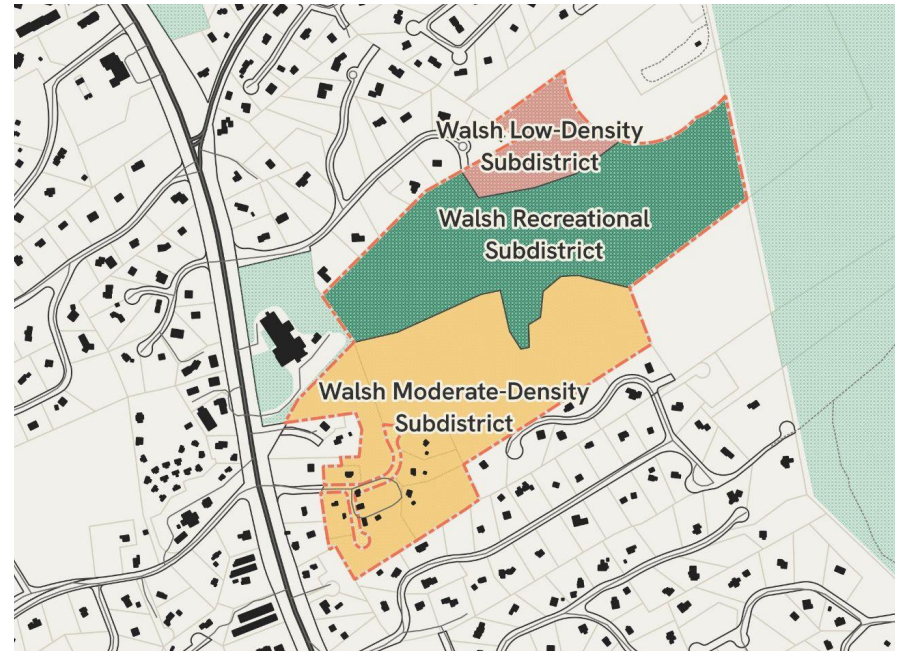 Walsh Low-Density
Subdistrict
Walsh Recreational
Subdistrict
Walsh Moderate-Density
Subdistrict